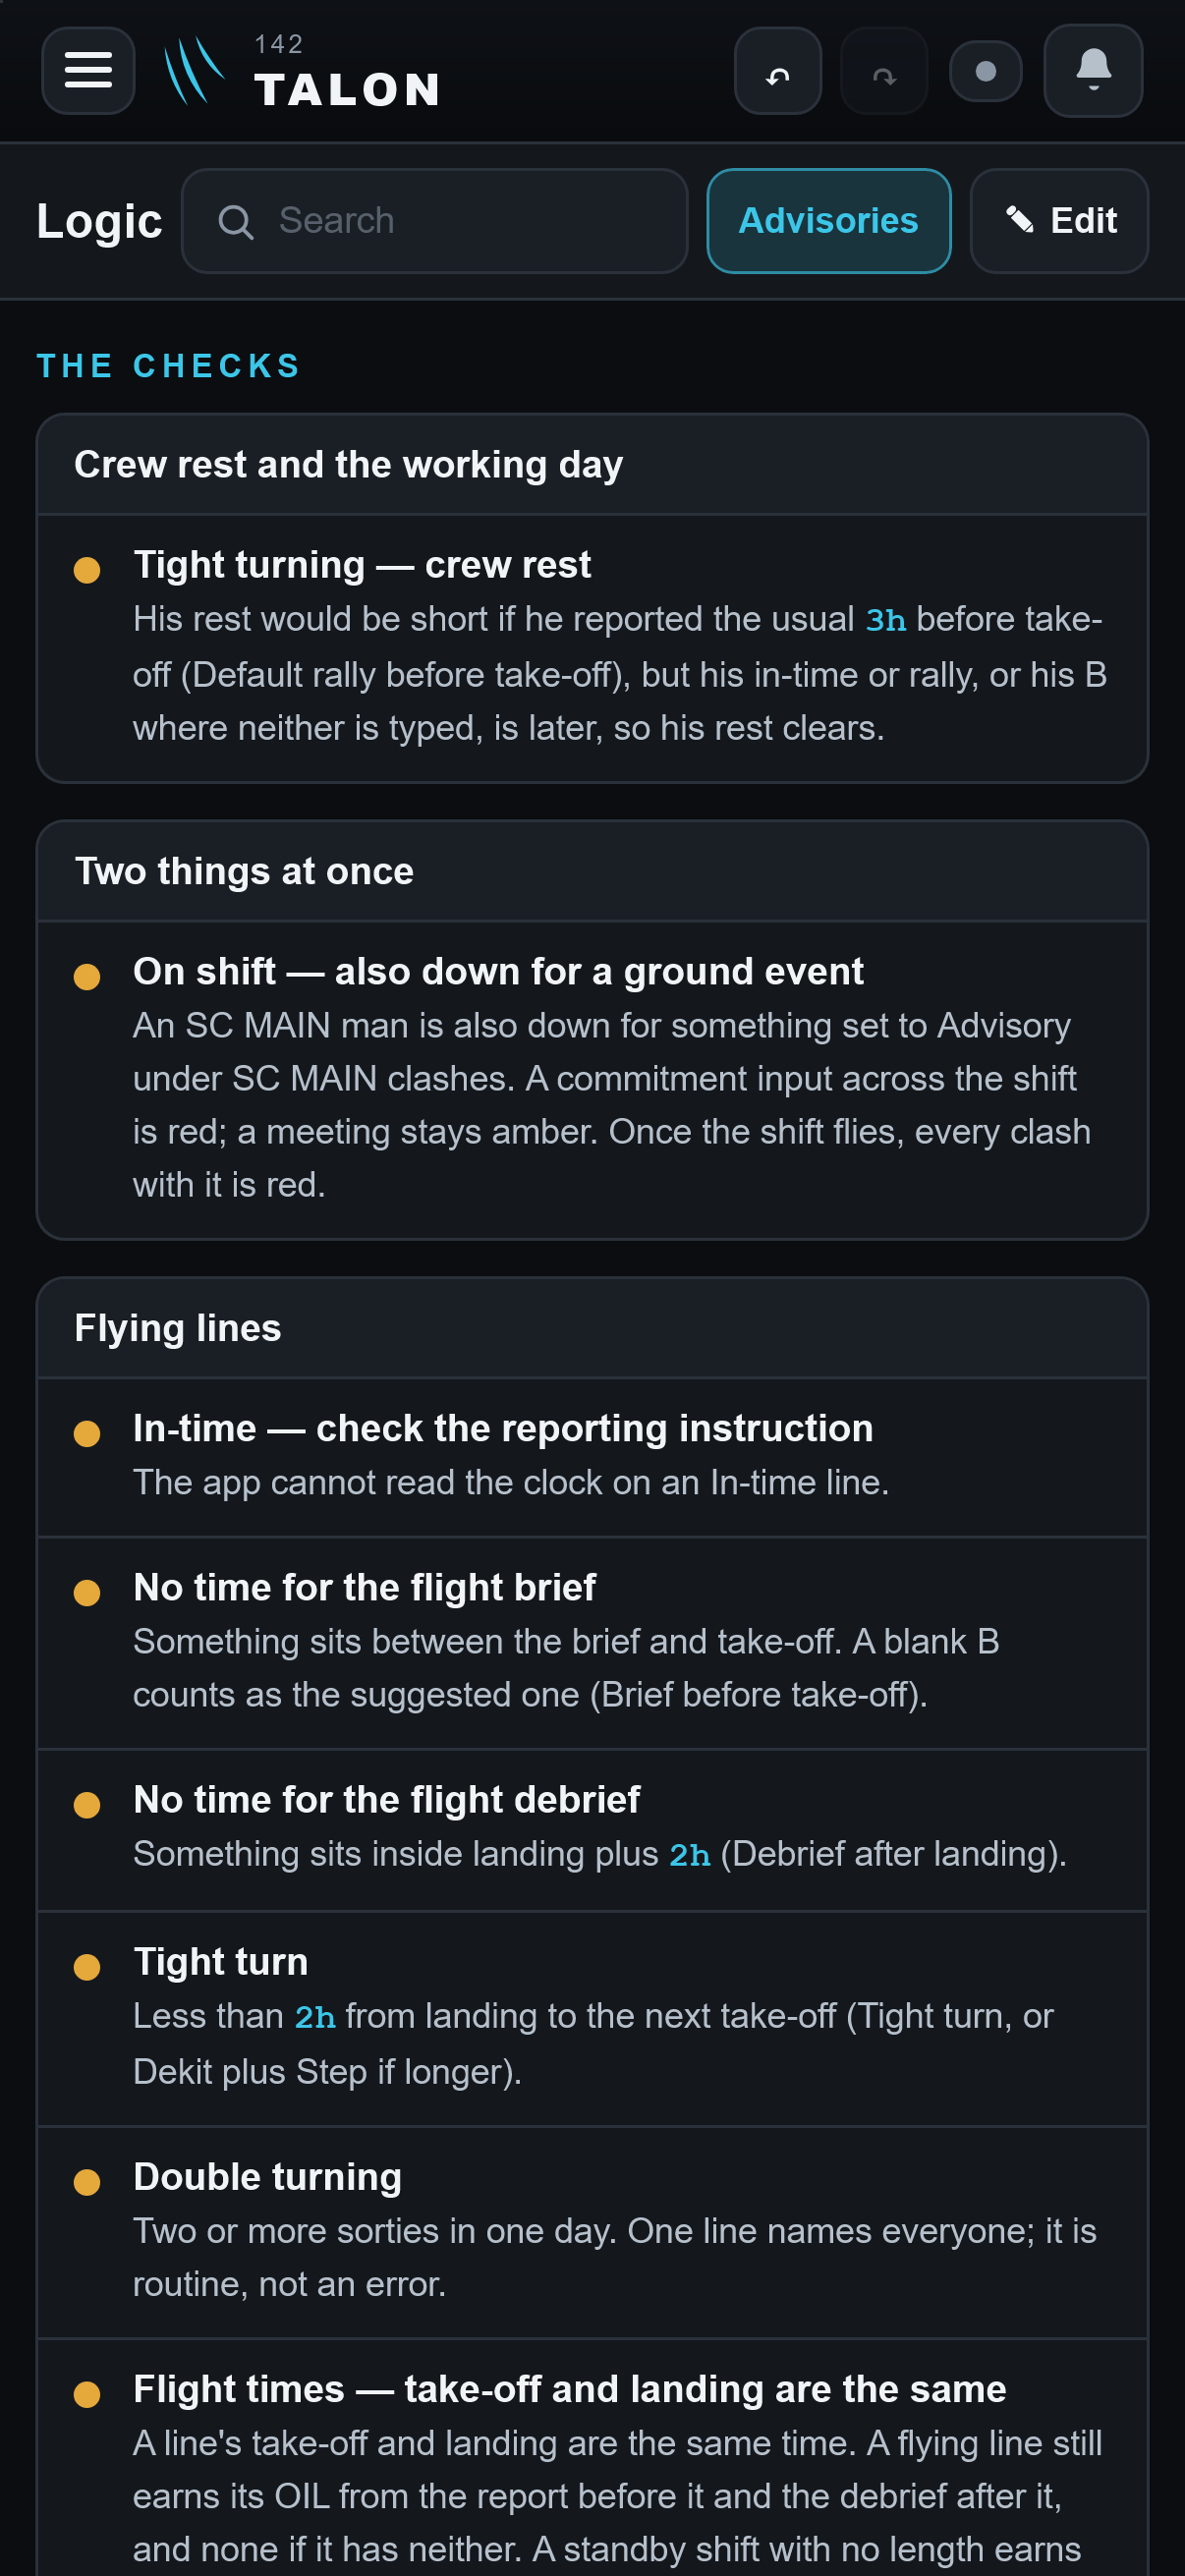 142
TALON
Logic
Search
Advisories
Edit
THE CHECKS
Crew rest and the working day
Tight turning — crew rest
His rest would be short if he reported the usual 3h before take-
off (Default rally before take-off), but his in-time or rally, or his B
where neither is typed, is later, so his rest clears.
Two things at once
On shift — also down for a ground event
An SC MAIN man is also down for something set to Advisory
under SC MAIN clashes. A commitment input across the shift
is red; a meeting stays amber. Once the shift flies, every clash
with it is red.
Flying lines
In-time — check the reporting instruction
The app cannot read the clock on an In-time line.
No time for the flight brief
Something sits between the brief and take-off. A blank B
counts as the suggested one (Brief before take-off).
No time for the flight debrief
Something sits inside landing plus 2h (Debrief after landing).
Tight turn
Less than 2h from landing to the next take-off (Tight turn, or
Dekit plus Step if longer).
Double turning
Two or more sorties in one day. One line names everyone; it is
routine, not an error.
Flight times — take-off and landing are the same
A line's take-off and landing are the same time. A flying line still
earns its OIL from the report before it and the debrief after it,
and none if it has neither. A standby shift with no length earns